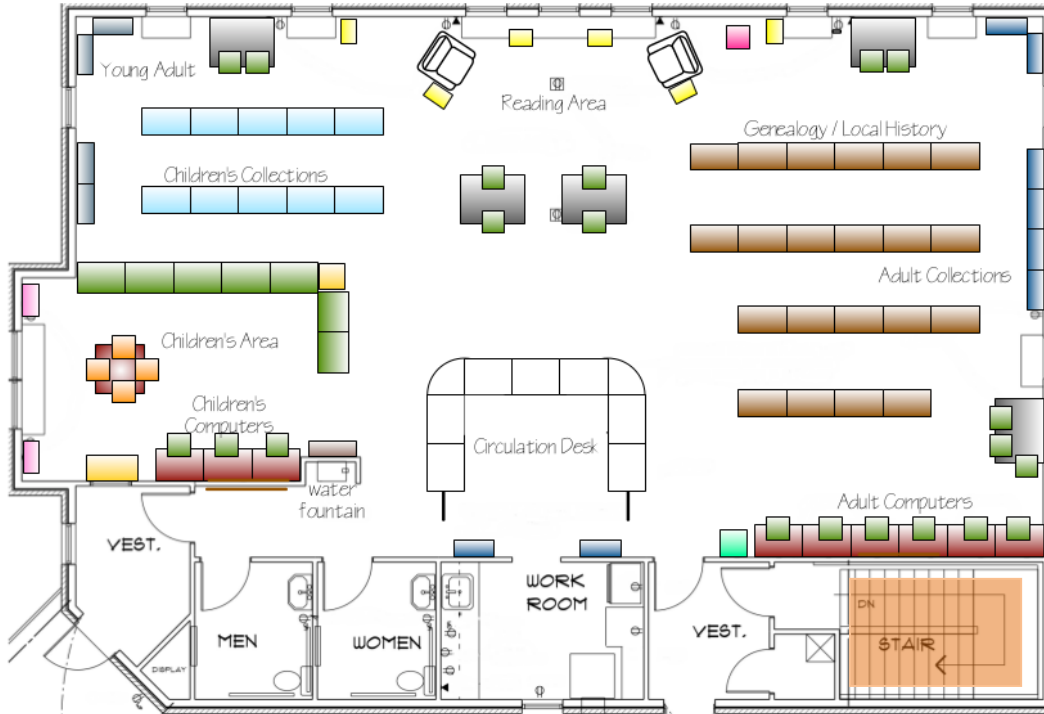 Young Adult
Reading Area
Genealogy / Local History
Children's Collections
Adult Collections
Children's Area
Children's
Computers
Circulation Desk
water
fountain
Adult Computers
VEST.
WORK
ROOM
DN.
MEN
WOMEN
VEST.
STAIR
DISPLAY